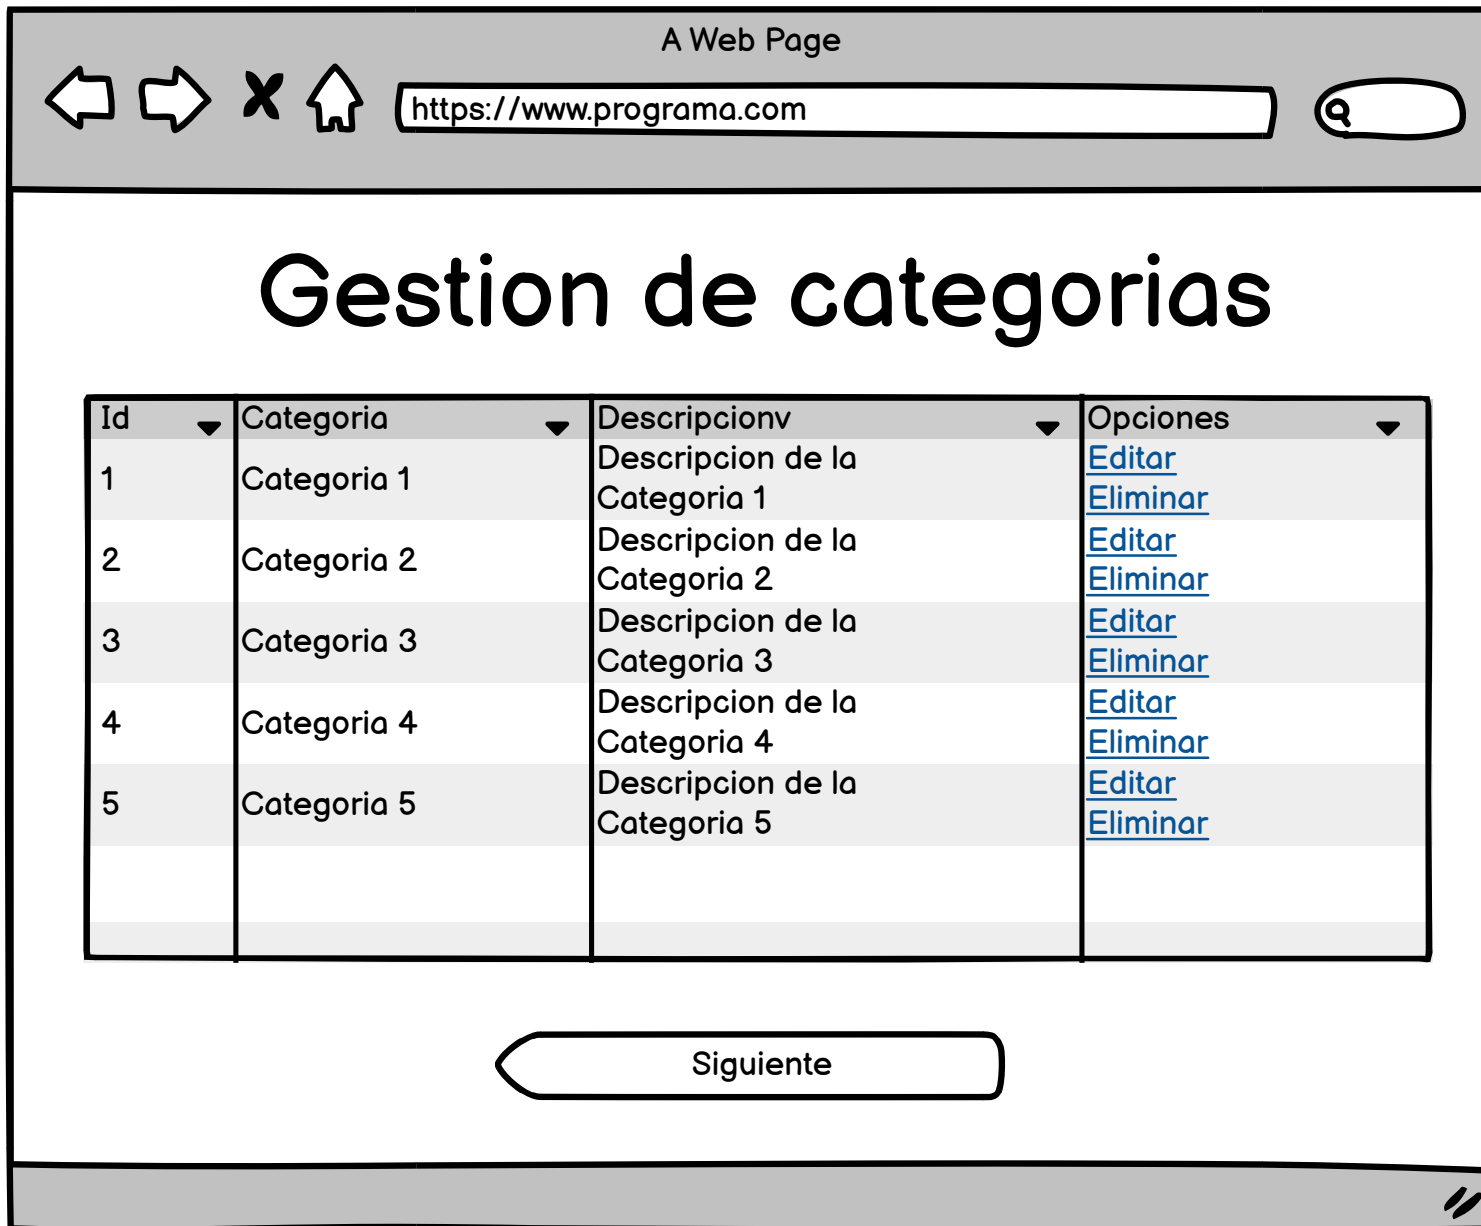 A Web Page
https://www.programa.com
Gestion de categorias
Id Categoria Descripcionv Opciones
1 Categoria 1 Descripcion de la Categoria 1 Editar Eliminar
2 Categoria 2 Descripcion de la Categoria 2 Editar Eliminar
3 Categoria 3 Descripcion de la Categoria 3 Editar Eliminar
4 Categoria 4 Descripcion de la Categoria 4 Editar Eliminar
5 Categoria 5 Descripcion de la Categoria 5 Editar Eliminar
Siguiente